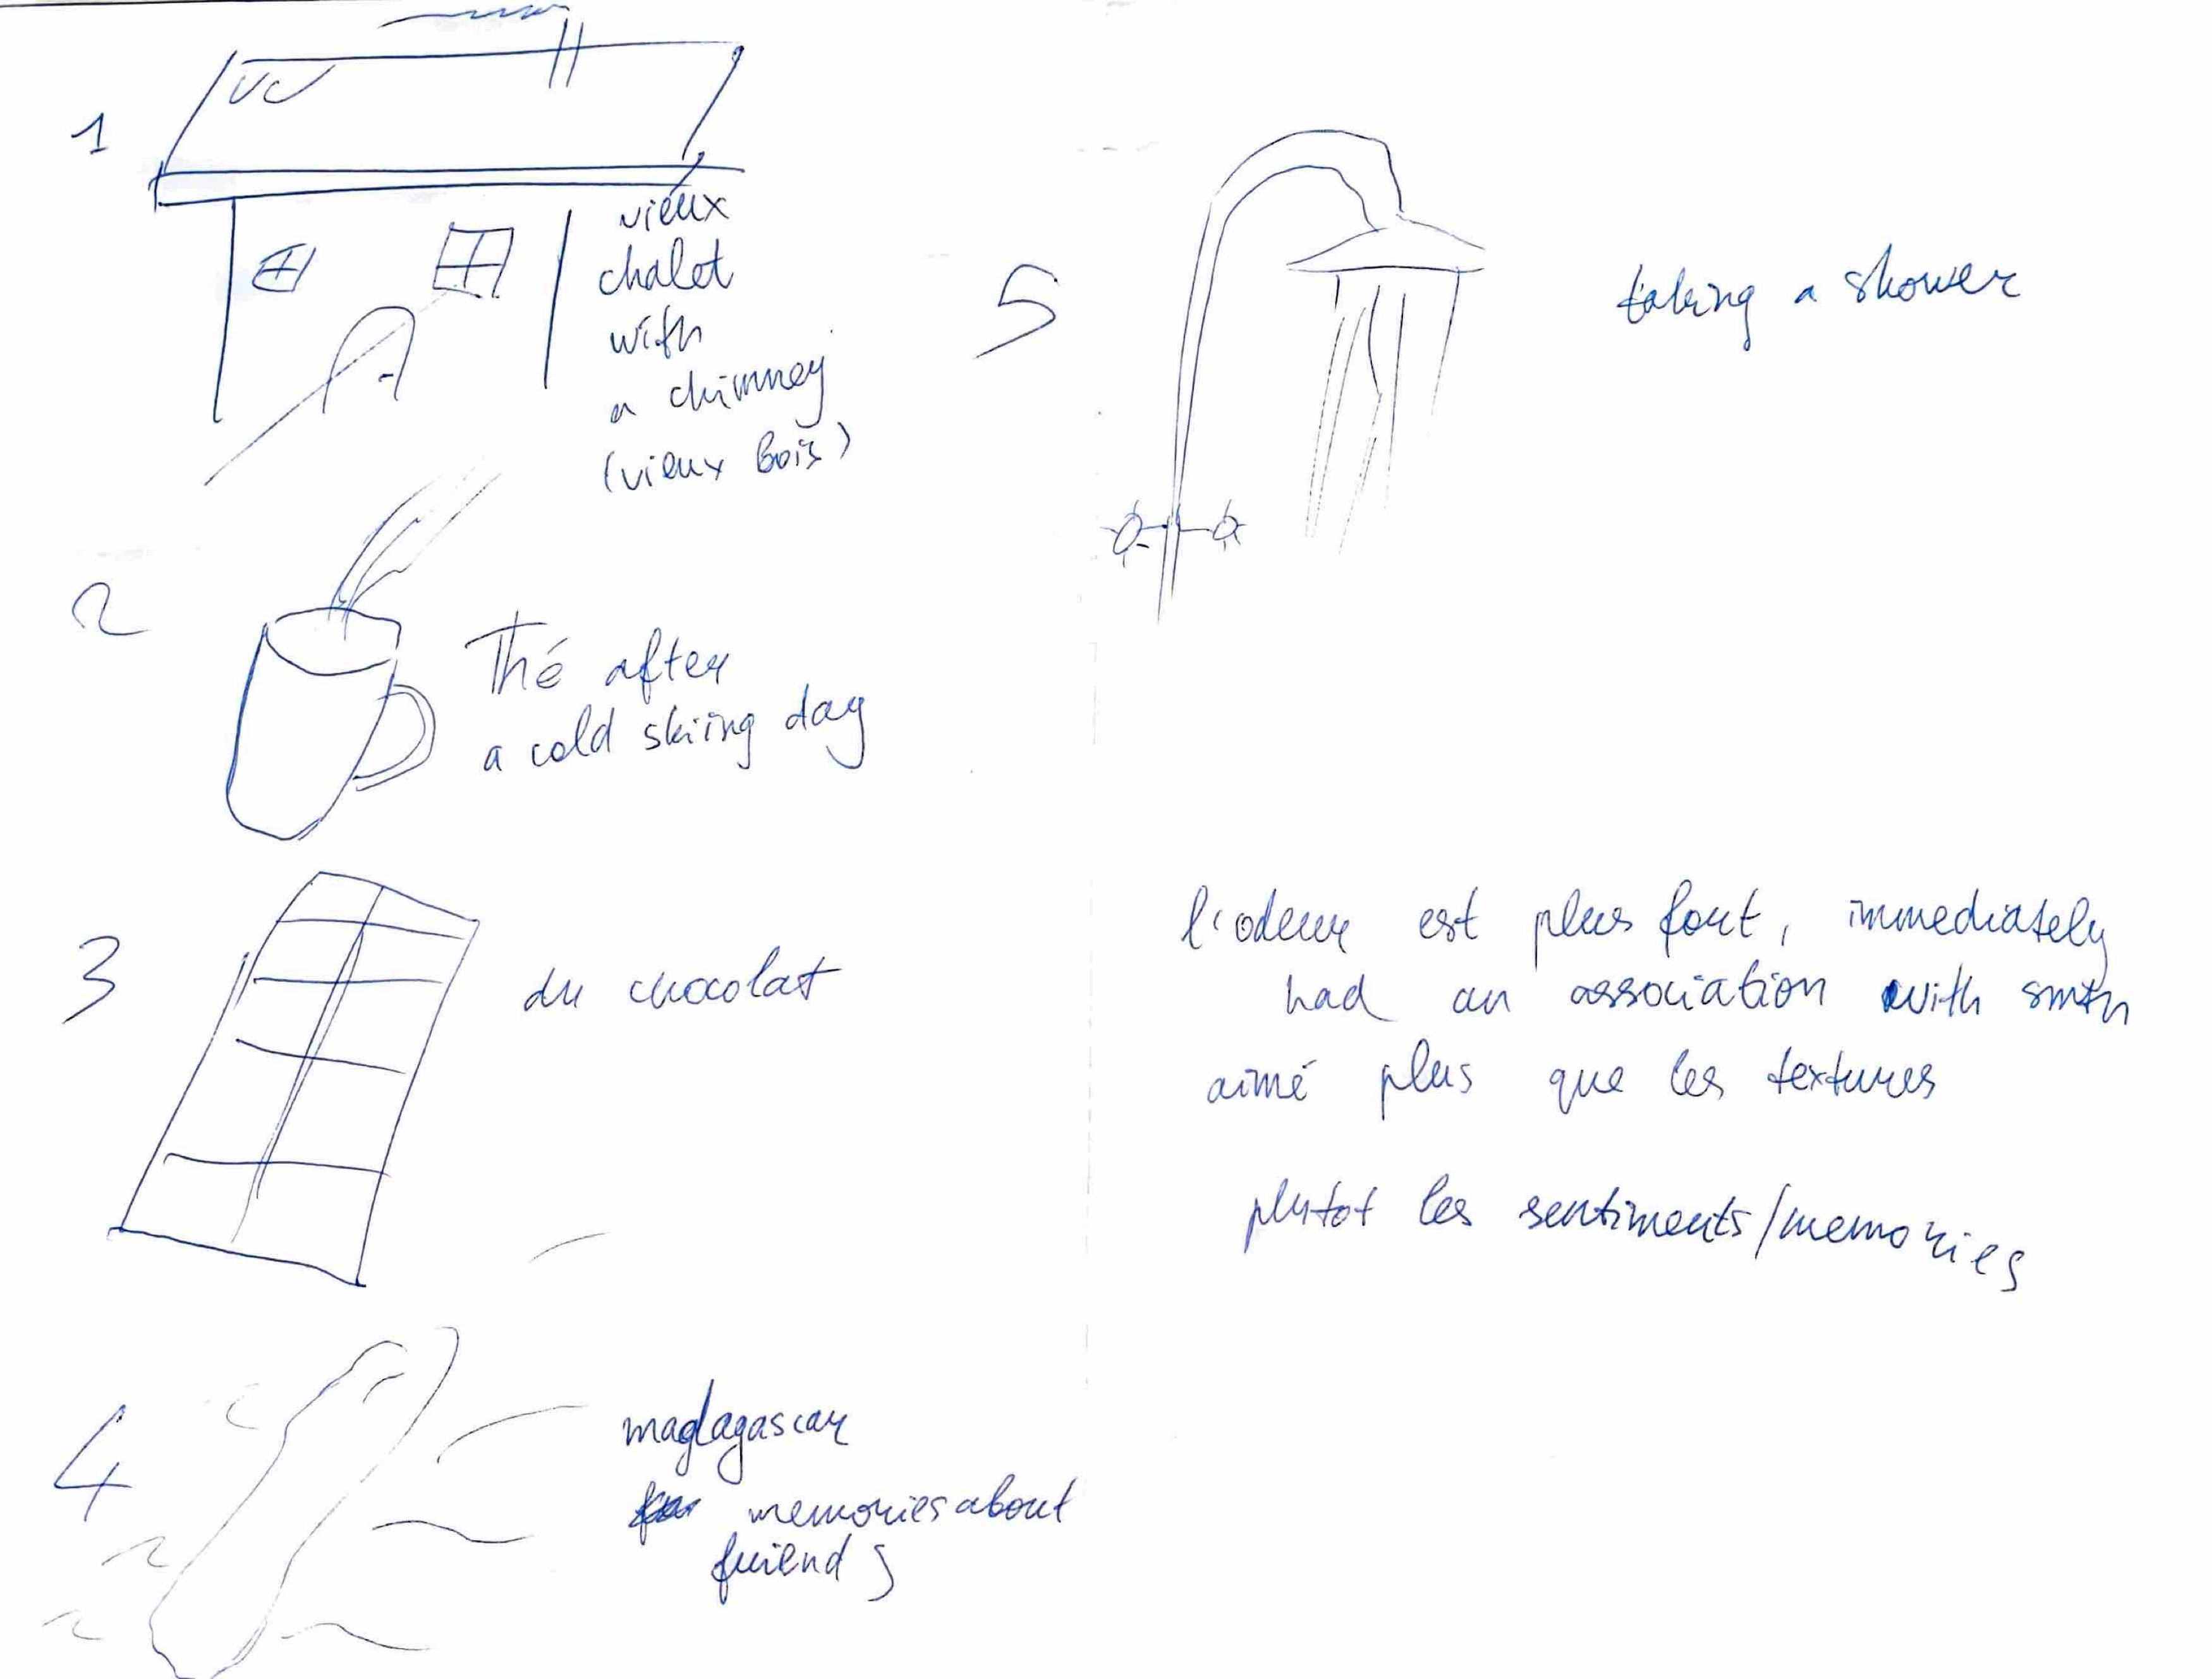 1
vieux
chalet
with
a chimney
(vieux bois)
2
Thé after
a cold skiing day
3
du chocolat
4
madagascar
memories about
friends
5
taking a shower
l'odeur est plus fort, immediately
had an association with smth
aimé plus que les textures
plutot les sentiments/memories